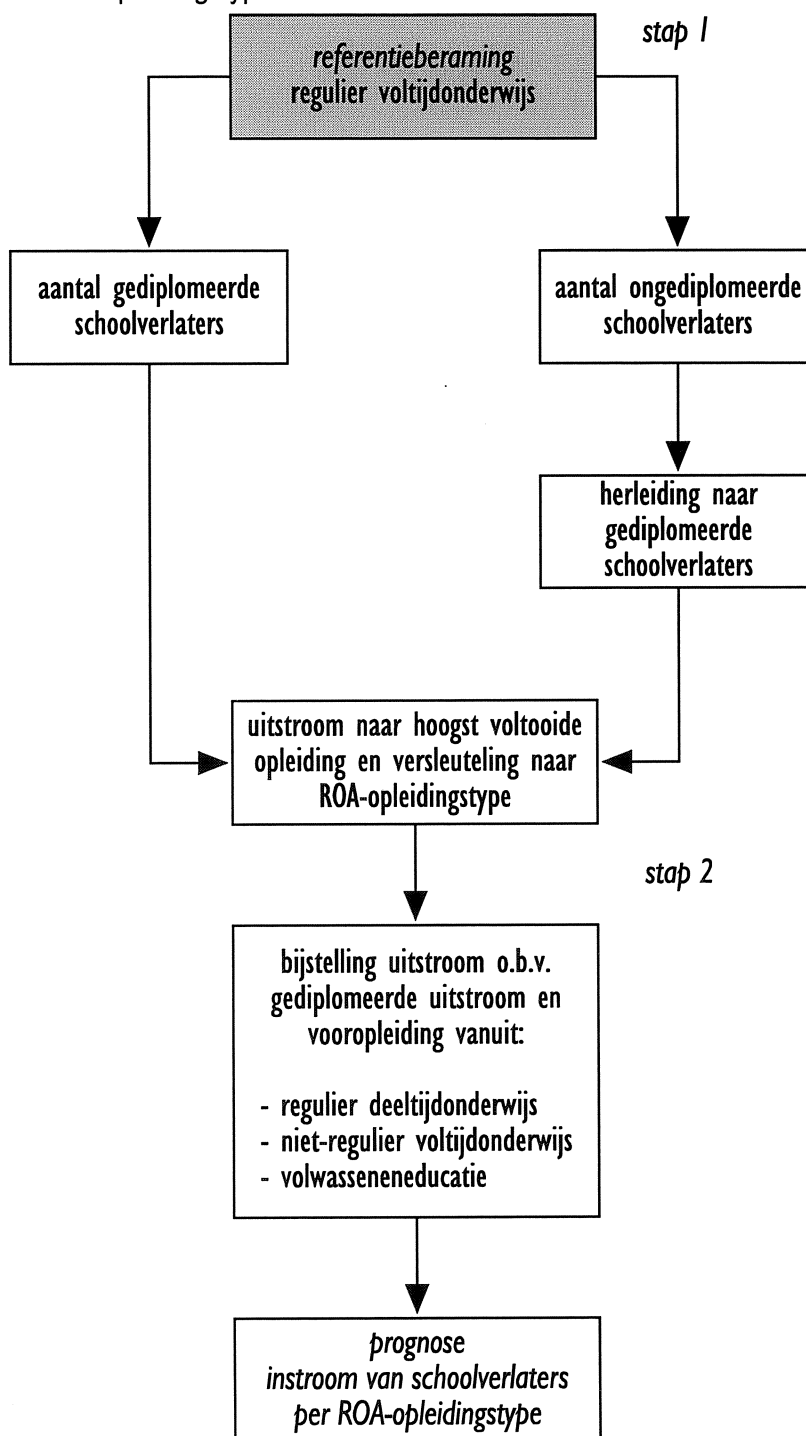 stap 1
referentieberaming
regulier voltijdonderwijs
aantal gediplomeerde
schoolverlaters
aantal ongediplomeerde
schoolverlaters
herleiding naar
gediplomeerde
schoolverlaters
uitstroom naar hoogst voltooide
opleiding en versleuteling naar
ROA-opleidingstype
stap 2
bijstelling uitstroom o.b.v.
gediplomeerde uitstroom en
vooropleiding vanuit:
- regulier deeltijdonderwijs
- niet-regulier voltijdonderwijs
- volwasseneneducatie
prognose
instroom van schoolverlaters
per ROA-opleidingstype